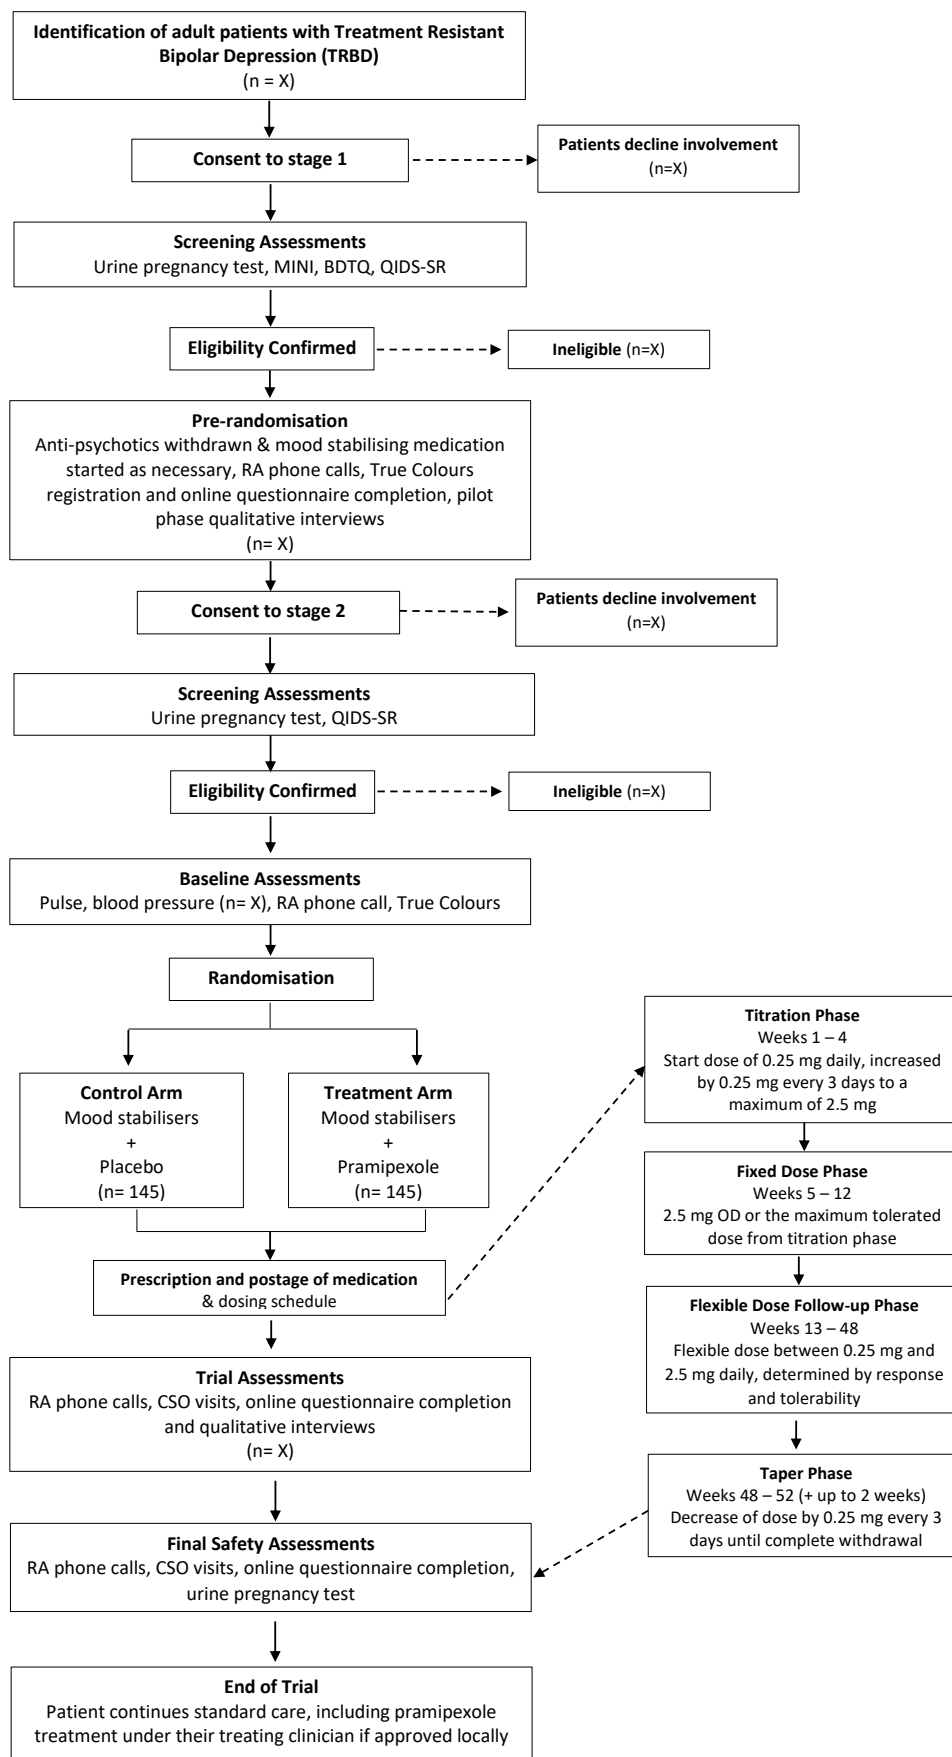 Identification of adult patients with Treatment Resistant
Bipolar Depression (TRBD)
(n = X)
Consent to stage 1
Patients decline involvement
(n=X)
Screening Assessments
Urine pregnancy test, MINI, BDTQ, QIDS-SR
Eligibility Confirmed
Ineligible (n=X)
Pre-randomisation
Anti-psychotics withdrawn & mood stabilising medication
started as necessary, RA phone calls, True Colours
registration and online questionnaire completion, pilot
phase qualitative interviews
(n= X)
Consent to stage 2
Patients decline involvement
(n=X)
Screening Assessments
Urine pregnancy test, QIDS-SR
Eligibility Confirmed
Ineligible (n=X)
Baseline Assessments
Pulse, blood pressure (n= X), RA phone call, True Colours
Randomisation
Control Arm
Mood stabilisers
+
Placebo
(n= 145)
Treatment Arm
Mood stabilisers
+
Pramipexole
(n= 145)
Prescription and postage of medication
& dosing schedule
Titration Phase
Weeks 1 – 4
Start dose of 0.25 mg daily, increased
by 0.25 mg every 3 days to a
maximum of 2.5 mg
Fixed Dose Phase
Weeks 5 – 12
2.5 mg OD or the maximum tolerated
dose from titration phase
Flexible Dose Follow-up Phase
Weeks 13 – 48
Flexible dose between 0.25 mg and
2.5 mg daily, determined by response
and tolerability
Taper Phase
Weeks 48 – 52 (+ up to 2 weeks)
Decrease of dose by 0.25 mg every 3
days until complete withdrawal
Trial Assessments
RA phone calls, CSO visits, online questionnaire completion
and qualitative interviews
(n= X)
Final Safety Assessments
RA phone calls, CSO visits, online questionnaire completion,
urine pregnancy test
End of Trial
Patient continues standard care, including pramipexole
treatment under their treating clinician if approved locally